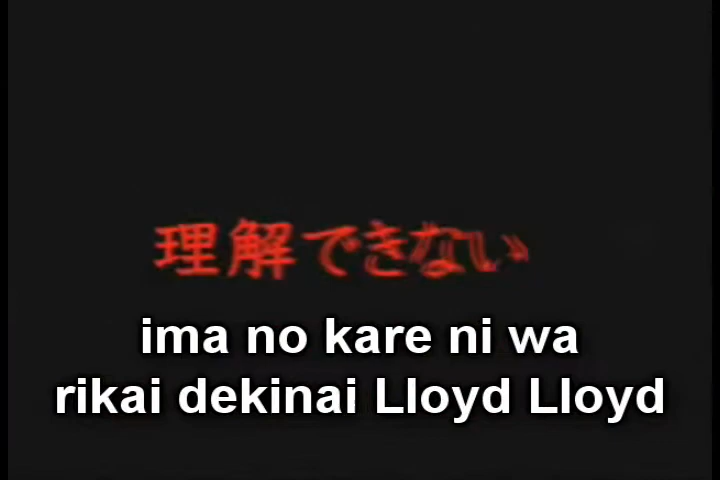 理解できない
ima no kare ni wa
rikai dekinai Lloyd Lloyd